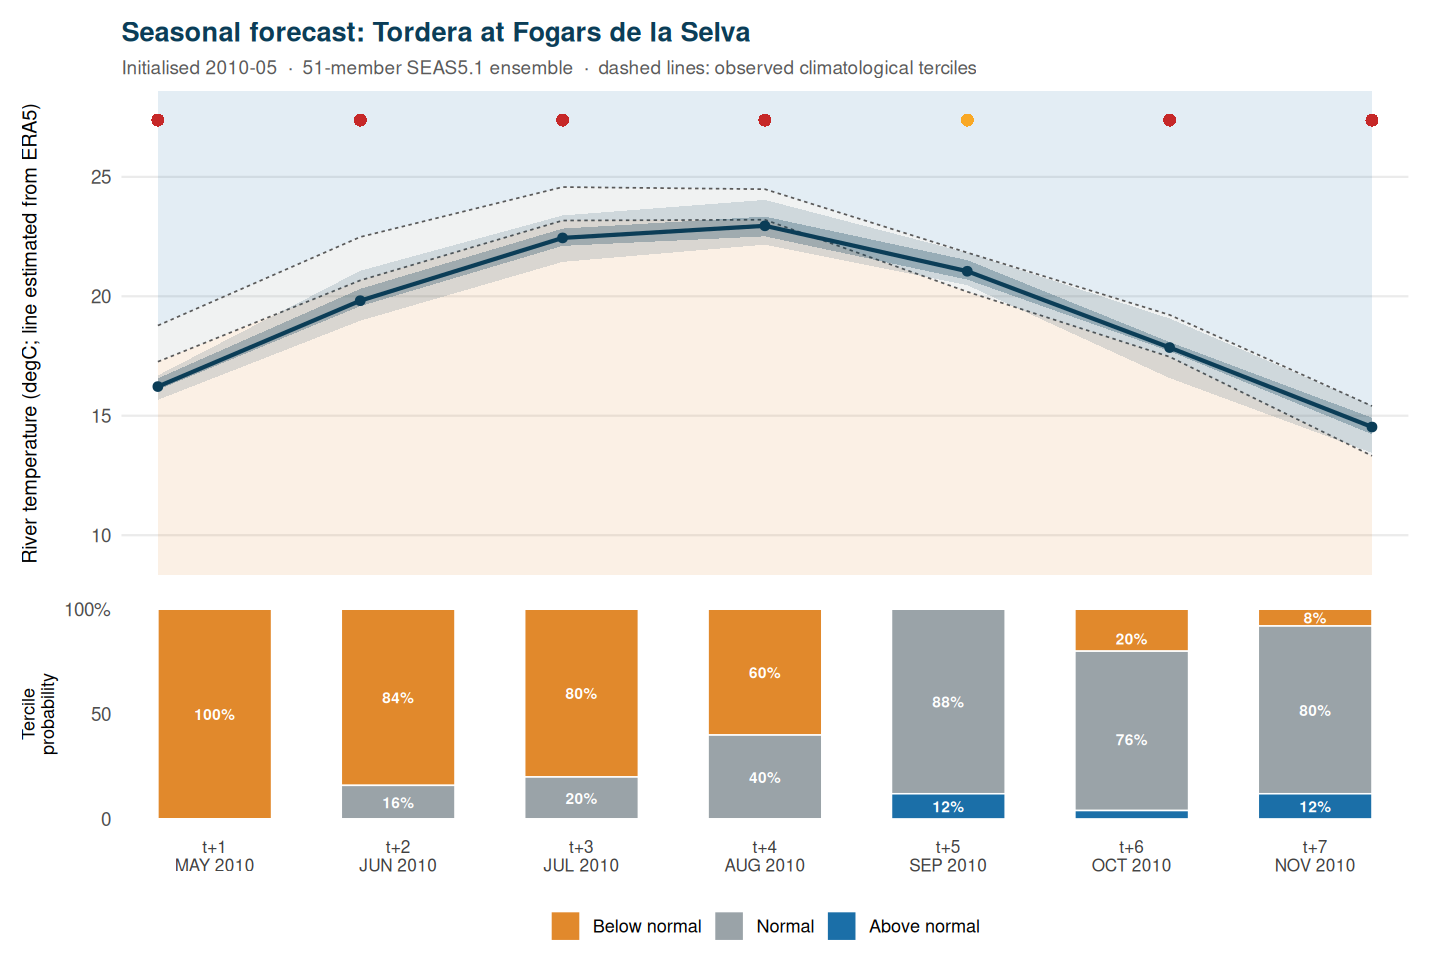 Seasonal forecast: Tordera at Fogars de la Selva
Initialised 2010-05 · 51-member SEAS5.1 ensemble · dashed lines: observed climatological terciles
River temperature (degC; line estimated from ERA5)
25
20
15
10
Tercile
probability
100%
50
0
100%
84%
16%
80%
20%
60%
40%
88%
12%
20%
76%
8%
80%
12%
t+1
MAY 2010
t+2
JUN 2010
t+3
JUL 2010
t+4
AUG 2010
t+5
SEP 2010
t+6
OCT 2010
t+7
NOV 2010
Below normal
Normal
Above normal